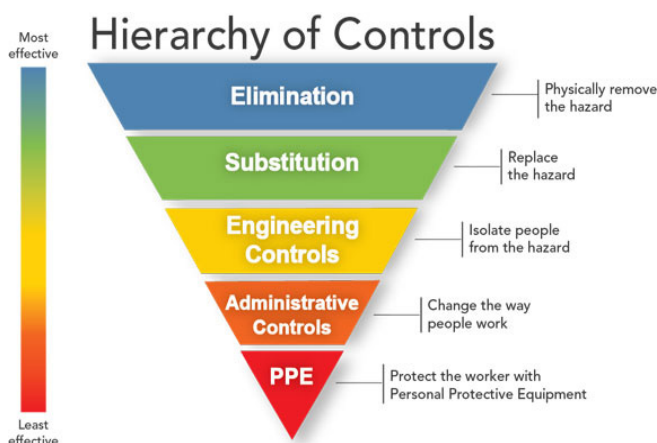 Most
effective
Hierarchy of Controls
Elimination
Physically remove
the hazard
Substitution
Replace
the hazard
Engineering
Controls
Isolate people
from the hazard
Administrative
Controls
Change the way
people work
PPE
Protect the worker with
Personal Protective Equipment
Least
effective